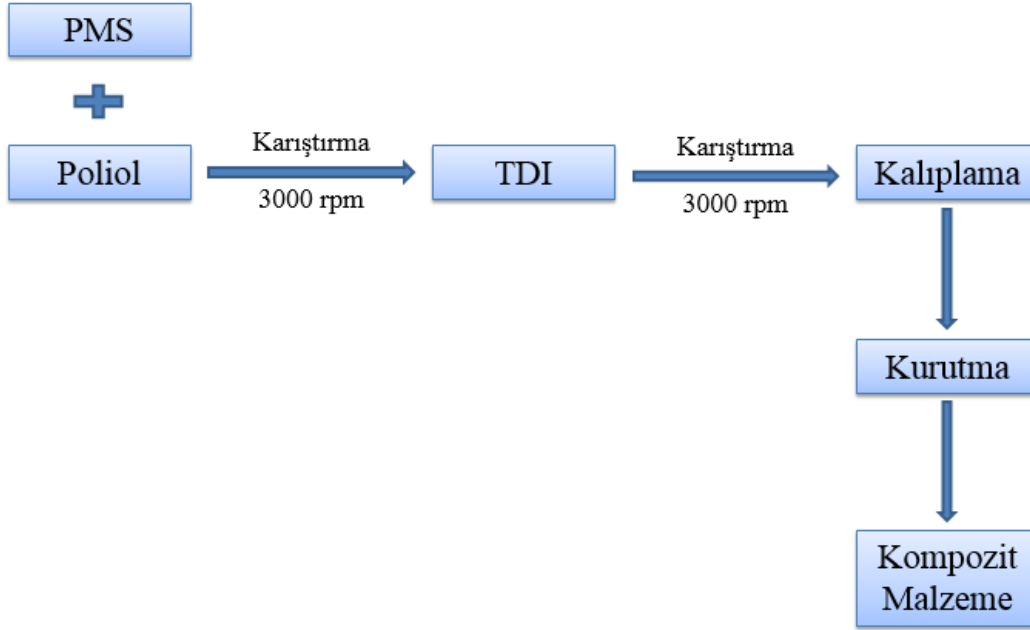 PMS
Poliol
Karıştırma
3000 rpm
TDI
Karıştırma
3000 rpm
Kalıplama
Kurutma
Kompozit
Malzeme